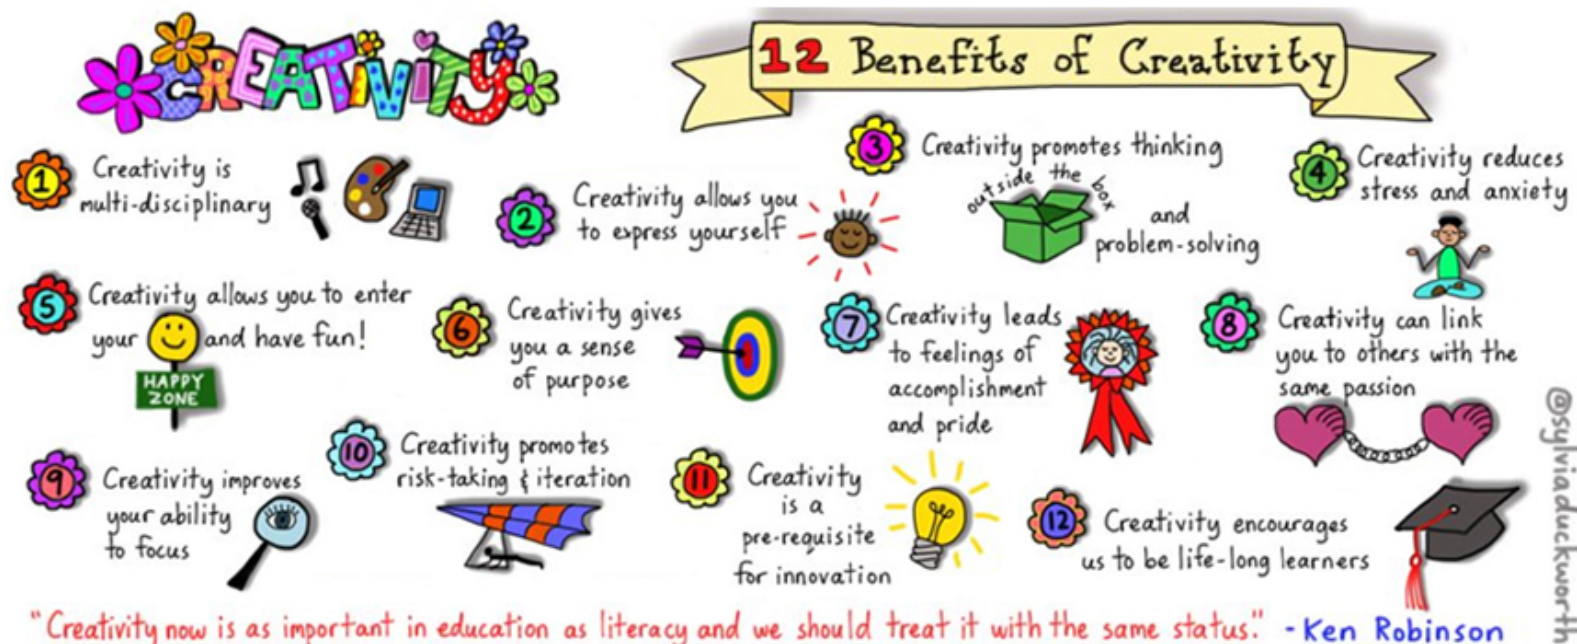 CREATIVITY
12 Benefits of Creativity
1
Creativity is
multi-disciplinary
2
Creativity allows you
to express yourself
3
Creativity promotes thinking
outside the box
and
problem-solving
4
Creativity reduces
stress and anxiety
5
Creativity allows you to enter
your and have fun!
HAPPY
ZONE
6
Creativity gives
you a sense
of purpose
7
Creativity leads
to feelings of
accomplishment
and pride
8
Creativity can link
you to others with the
same passion
9
Creativity improves
your ability
to focus
10
Creativity promotes
risk-taking & iteration
11
Creativity
is a
pre-requisite
for innovation
12
Creativity encourages
us to be life-long learners
@sylviaduckworth
"Creativity now is as important in education as literacy and we should treat it with the same status." - Ken Robinson